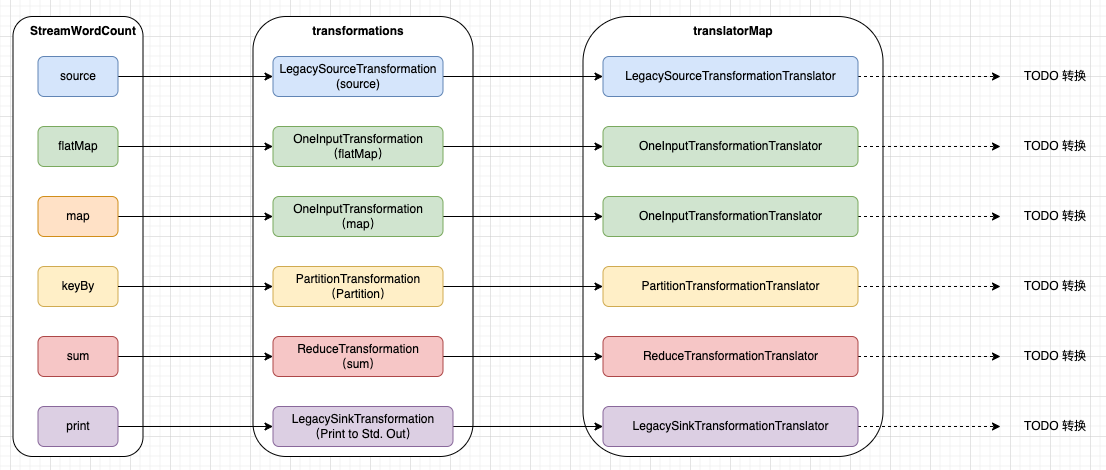 StreamWordCount
transformations
translatorMap
source
LegacySourceTransformation
(source)
LegacySourceTransformationTranslator
TODO 转换
flatMap
OneInputTransformation
(flatMap)
OneInputTransformationTranslator
TODO 转换
map
OneInputTransformation
(map)
OneInputTransformationTranslator
TODO 转换
keyBy
PartitionTransformation
(Partition)
PartitionTransformationTranslator
TODO 转换
sum
ReduceTransformation
(sum)
ReduceTransformationTranslator
TODO 转换
print
LegacySinkTransformation
(Print to Std. Out)
LegacySinkTransformationTranslator
TODO 转换